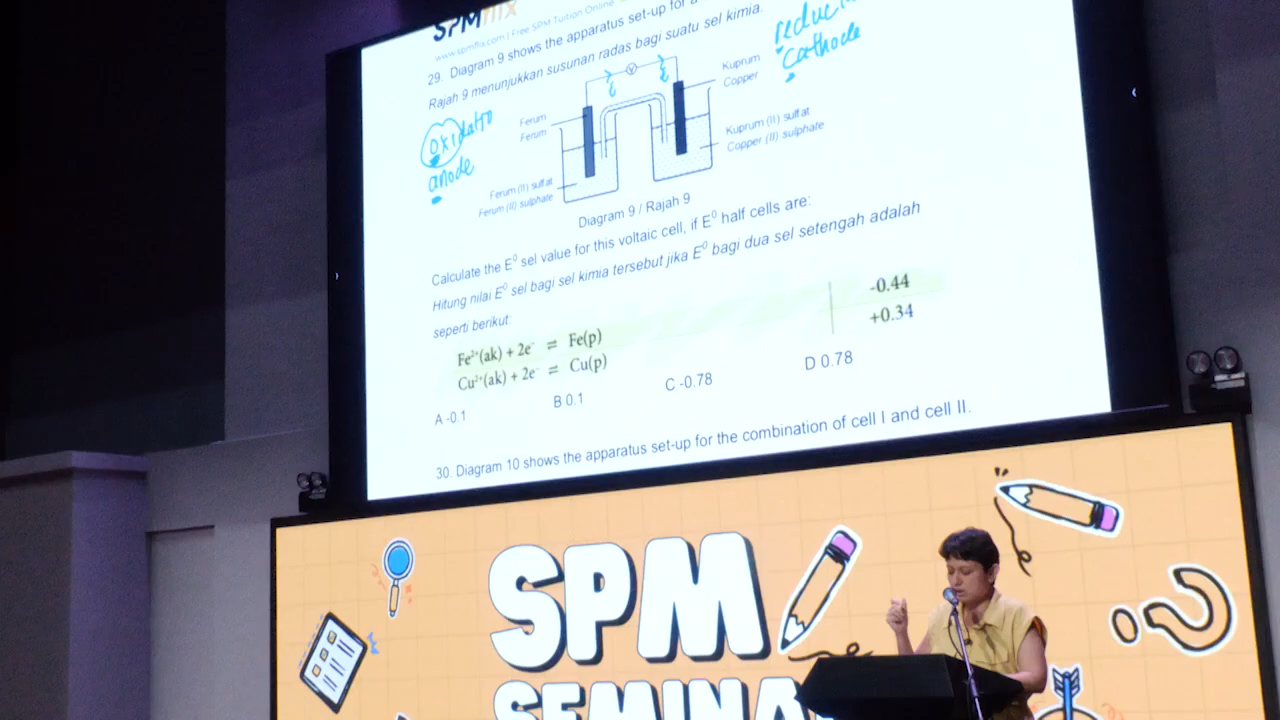 SPMflix
www.spmflix.com | Free SPM Tuition Online
29. Diagram 9 shows the apparatus set-up for a
Rajah 9 menunjukkan susunan radas bagi suatu sel kimia.
Oxidatio
anode
Cathode
Ferum
Ferum
Kuprum
Copper
V
Kuprum (II) sulfat
Copper (II) sulphate
Ferum (II) sulfat
Ferum (II) sulphate
Diagram 9 / Rajah 9
Calculate the E⁰ sel value for this voltaic cell, if E⁰ half cells are:
Hitung nilai E⁰ sel bagi sel kimia tersebut jika E⁰ bagi dua sel setengah adalah
seperti berikut:
Fe²⁺(ak) + 2e⁻ ⇌ Fe(p) -0.44
Cu²⁺(ak) + 2e⁻ ⇌ Cu(p) +0.34
A -0.1 B 0.1 C -0.78 D 0.78
30. Diagram 10 shows the apparatus set-up for the combination of cell I and cell II.
SPM
SEMINA